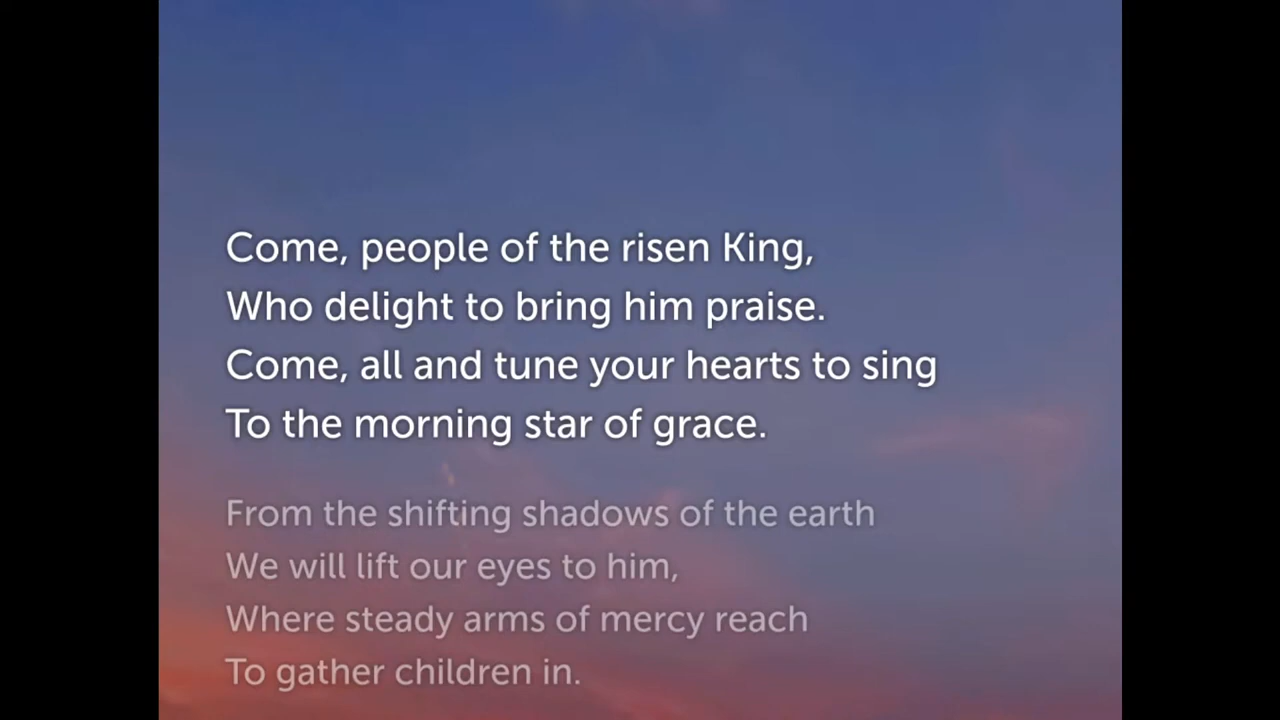 Come, people of the risen King,
Who delight to bring him praise.
Come, all and tune your hearts to sing
To the morning star of grace.
From the shifting shadows of the earth
We will lift our eyes to him,
Where steady arms of mercy reach
To gather children in.